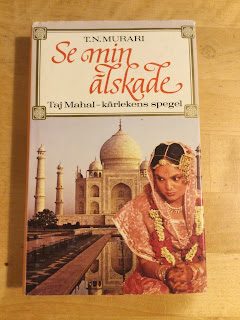 T.N. MURARI
Se min
älskade
Taj Mahal-kärlekens spegel